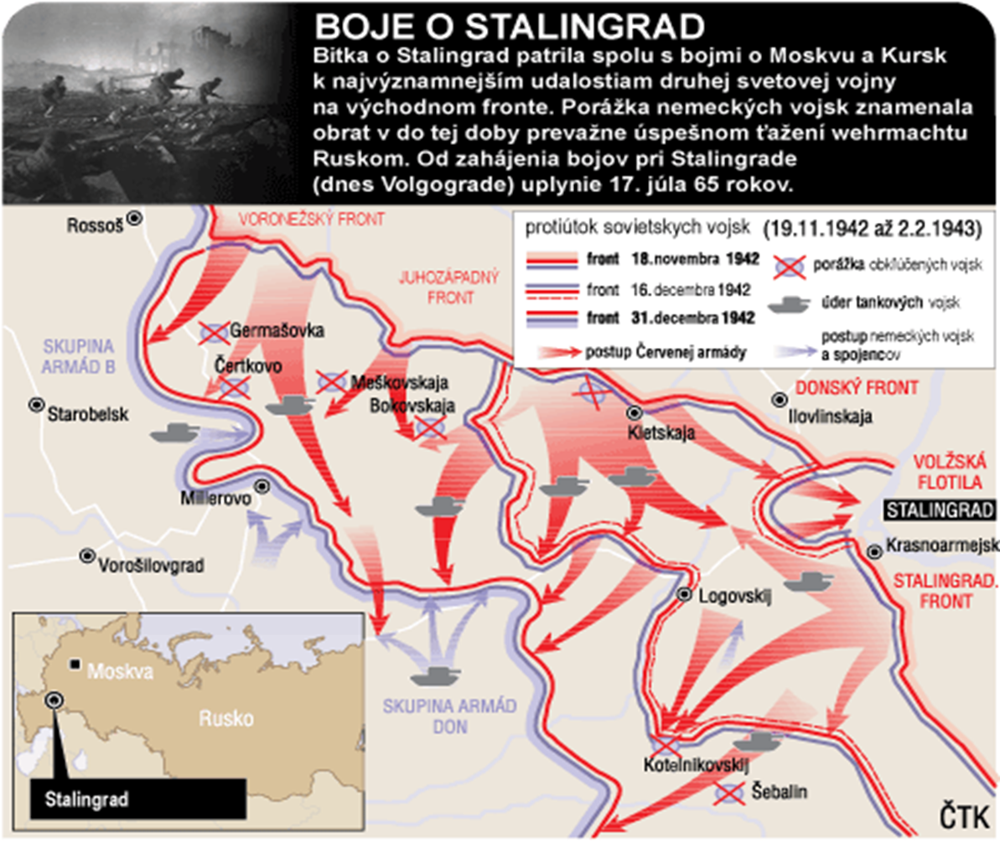 BOJE O STALINGRAD
Bitka o Stalingrad patrila spolu s bojmi o Moskvu a Kursk
k najvýznamnejším udalostiam druhej svetovej vojny
na východnom fronte. Porážka nemeckých vojsk znamenala
obrat v do tej doby prevažne úspešnom ťažení wehrmachtu
Ruskom. Od zahájenia bojov pri Stalingrade
(dnes Volgograde) uplynie 17. júla 65 rokov.
Rossoš
VORONEŽSKÝ FRONT
protiútok sovietskych vojsk (19.11.1942 až 2.2.1943)
front 18.novembra 1942
porážka obkľúčených vojsk
front 16.decembra 1942
úder tankových vojsk
front 31.decembra 1942
postup Červenej armády
postup nemeckých vojsk
a spojencov
JUHOZÁPADNÝ
FRONT
SKUPINA
ARMÁD B
Germašovka
Čertkovo
Meškovskaja
Bokovskaja
DONSKÝ FRONT
Starobelsk
Ilovlinskaja
Kletskaja
VOLŽSKÁ
FLOTILA
Millerovo
STALINGRAD
Krasnoarmejsk
Vorošilovgrad
STALINGRAD.
FRONT
Logovskij
Moskva
Rusko
Stalingrad
SKUPINA ARMÁD
DON
Kotelnikovskij
Šebalin
ČTK